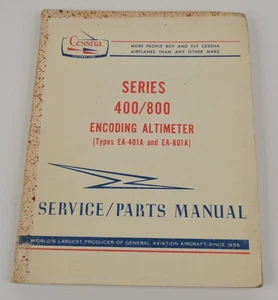 Cessna
MORE PEOPLE BUY AND FLY CESSNA
AIRPLANES THAN ANY OTHER MAKE
SERIES
400/800
ENCODING ALTIMETER
(Types EA-401A and EA-801A)
SERVICE/PARTS MANUAL
WORLD'S LARGEST PRODUCER OF GENERAL AVIATION AIRCRAFT SINCE 1956